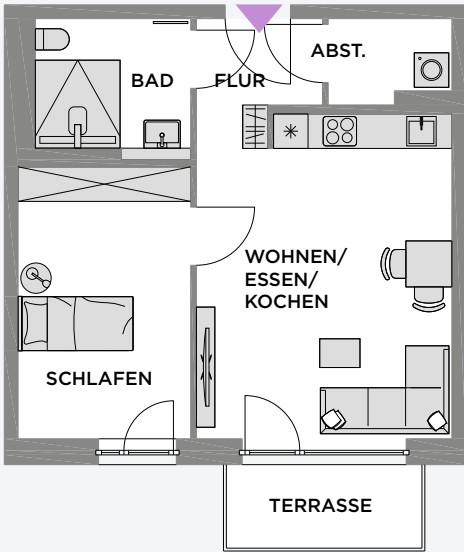 ABST.
BAD
FLUR
WOHNEN/
ESSEN/
KOCHEN
SCHLAFEN
TERRASSE